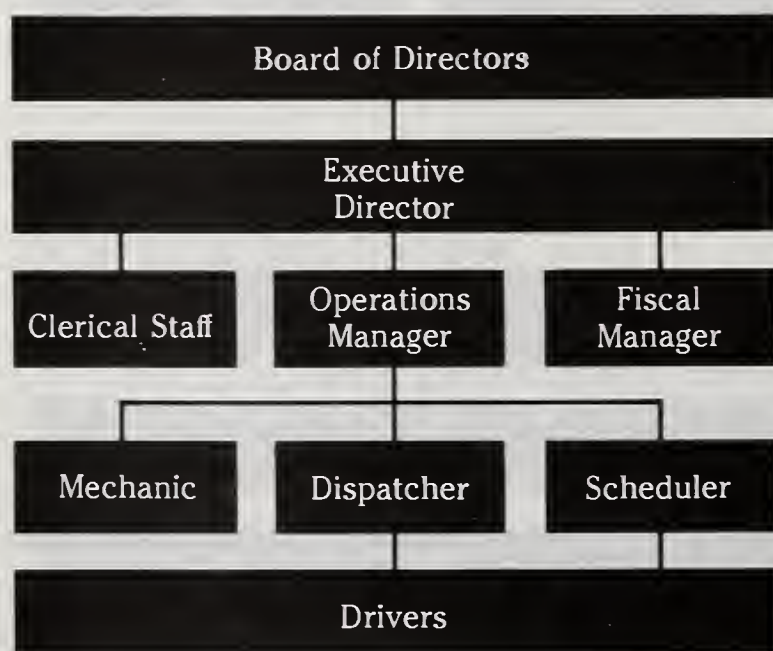 Board of Directors
Executive
Director
Clerical Staff
Operations
Manager
Fiscal
Manager
Mechanic
Dispatcher
Scheduler
Drivers